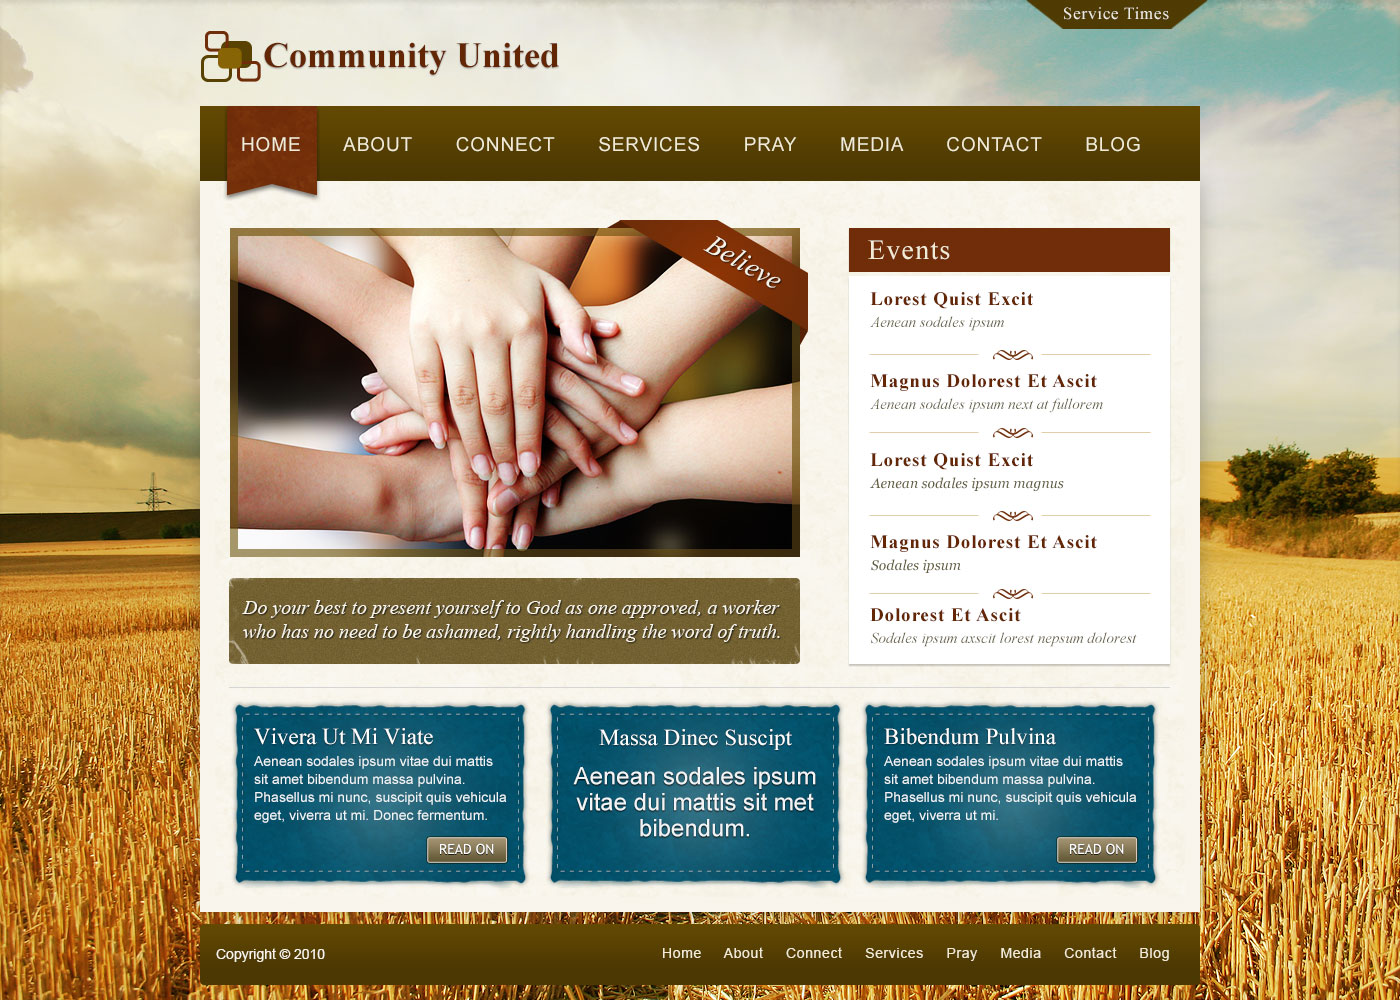 Service Times
Community United
HOME
ABOUT
CONNECT
SERVICES
PRAY
MEDIA
CONTACT
BLOG
Believe
Do your best to present yourself to God as one approved, a worker
who has no need to be ashamed, rightly handling the word of truth.
Events
Lorest Quist Excit
Aenean sodales ipsum
Magnus Dolorest Et Ascit
Aenean sodales ipsum next at fullorem
Lorest Quist Excit
Aenean sodales ipsum magnus
Magnus Dolorest Et Ascit
Sodales ipsum
Dolorest Et Ascit
Sodales ipsum axscit lorest nepsum dolorest
Vivera Ut Mi Viate
Aenean sodales ipsum vitae dui mattis
sit amet bibendum massa pulvina.
Phasellus mi nunc, suscipit quis vehicula
eget, viverra ut mi. Donec fermentum.
READ ON
Massa Dinec Suscipt
Aenean sodales ipsum
vitae dui mattis sit met
bibendum.
Bibendum Pulvina
Aenean sodales ipsum vitae dui mattis
sit amet bibendum massa pulvina.
Phasellus mi nunc, suscipit quis vehicula
eget, viverra ut mi.
READ ON
Copyright © 2010
Home
About
Connect
Services
Pray
Media
Contact
Blog